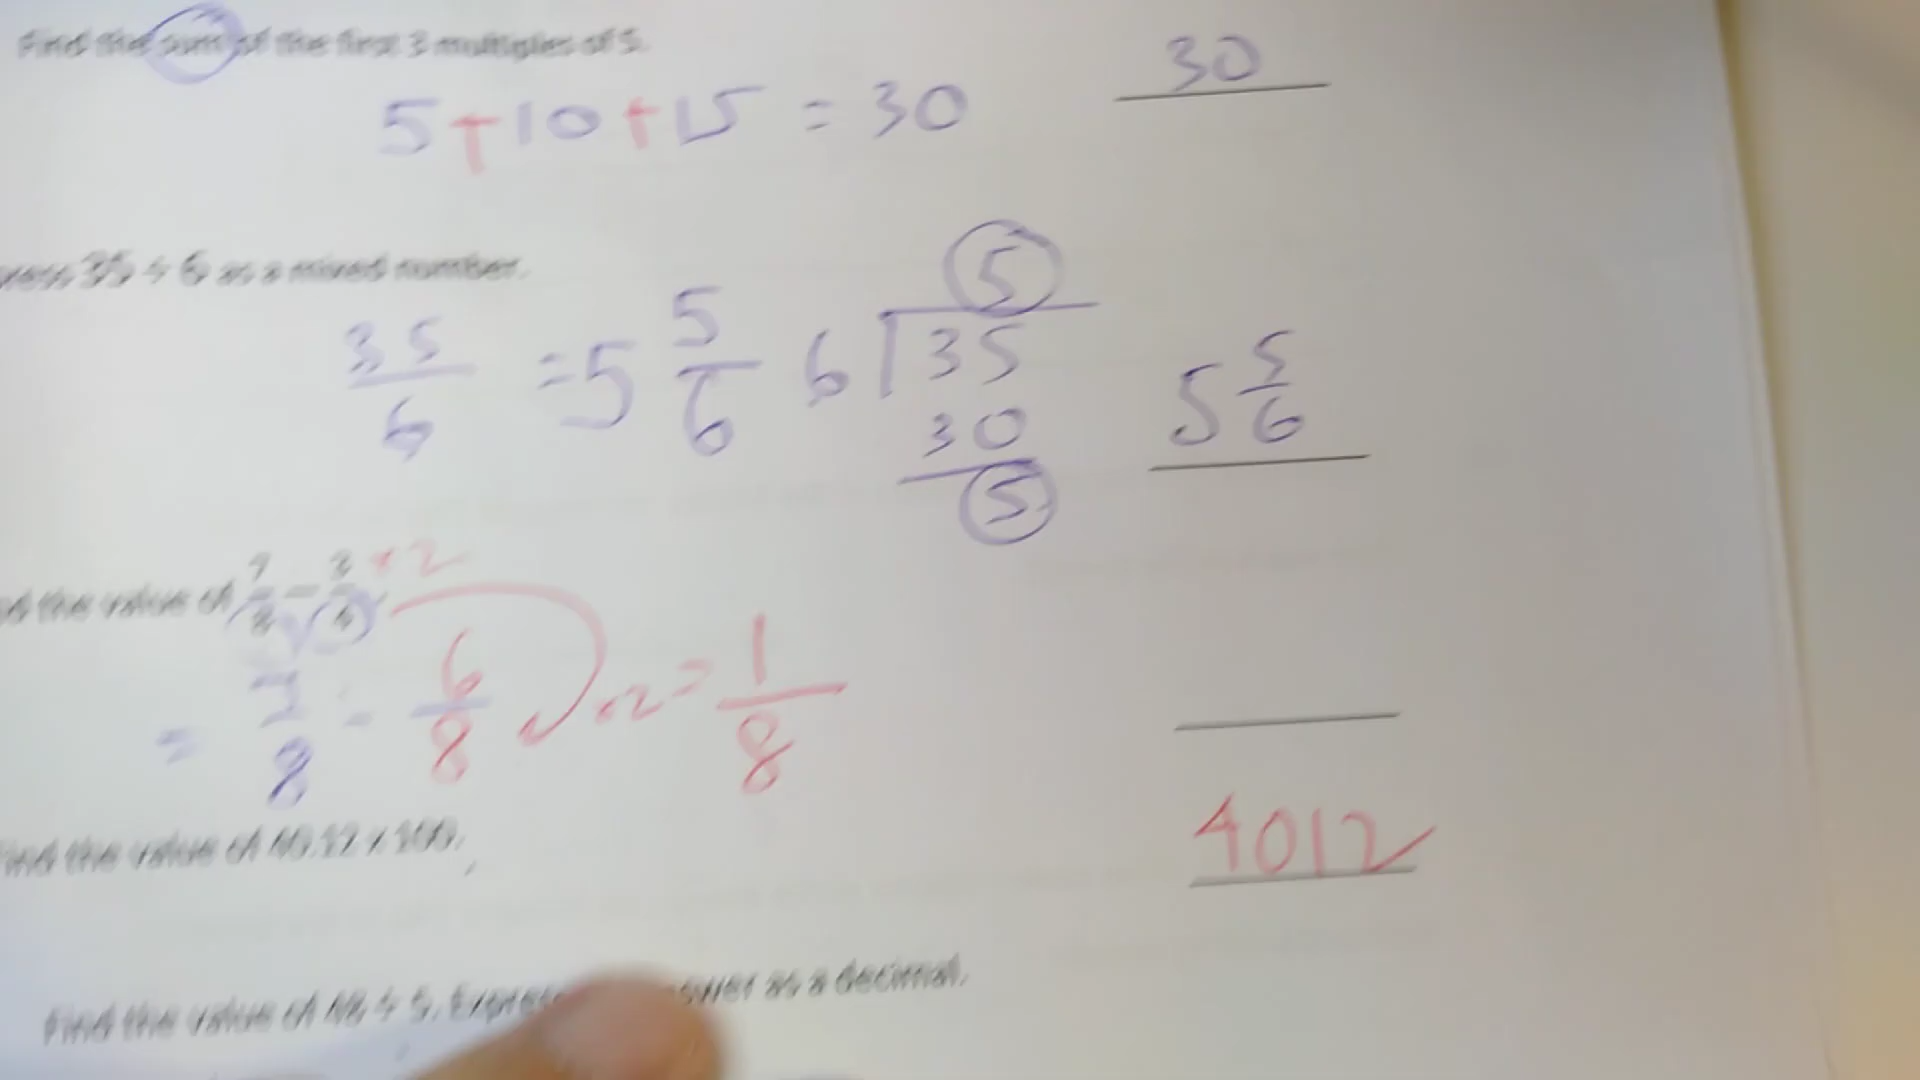 Find the sum of the first 3 multiples of 5.
30
5 + 10 + 15 = 30
35 ÷ 6 as a mixed number.
35/6 = 5 5/6
5
6 35
30
5
5 5/6
the value of 7/8 - 3/4 × 2
= 7/8 - 6/8 ×2 = 1/8
Find the value of 40.12 x 100.
4012
Find the value of 48 ÷ 5. Express as a decimal.